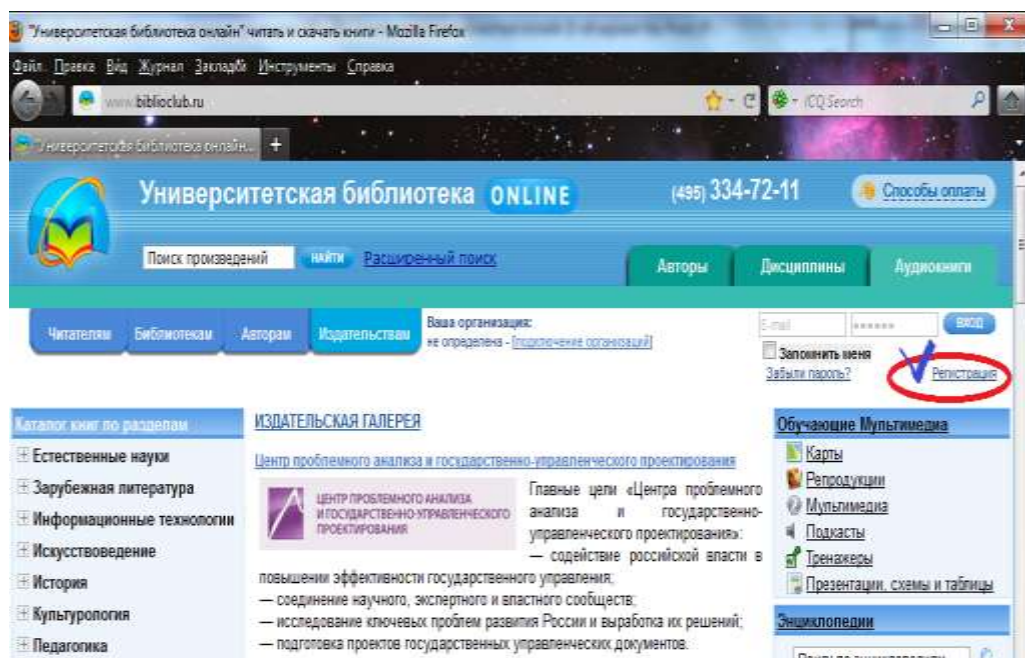 "Университетская библиотека онлайн" читать и скачать книги - Mozilla Firefox
Файл Правка Вид Журнал Закладки Инструменты Справка
www.biblioclub.ru
ICQ Search
Университетская библиотека онлайн... +
Университетская библиотека ONLINE
(495) 334-72-11
Способы оплаты
Поиск произведений
НАЙТИ
Расширенный поиск
Авторы
Дисциплины
Аудиокниги
Читателям
Библиотекам
Авторам
Издательствам
Ваша организация:
не определена - [подключение организаций]
E-mail
ВХОД
Запомнить меня
Забыли пароль?
Регистрация
Каталог книг по разделам
Естественные науки
Зарубежная литература
Информационные технологии
Искусствоведение
История
Культурология
Педагогика
ИЗДАТЕЛЬСКАЯ ГАЛЕРЕЯ
Центр проблемного анализа и государственно-управленческого проектирования
ЦЕНТР ПРОБЛЕМНОГО АНАЛИЗА
И ГОСУДАРСТВЕННО-УПРАВЛЕНЧЕСКОГО
ПРОЕКТИРОВАНИЯ
Главные цели «Центра проблемного
анализа и государственно-
управленческого проектирования»:
— содействие российской власти в
повышении эффективности государственного управления;
— соединение научного, экспертного и властного сообществ;
— исследование ключевых проблем развития России и выработка их решений;
— подготовка проектов государственных управленческих документов.
Обучающие Мультимедиа
Карты
Репродукции
Мультимедиа
Подкасты
Тренажеры
Презентации, схемы и таблицы
Энциклопедии